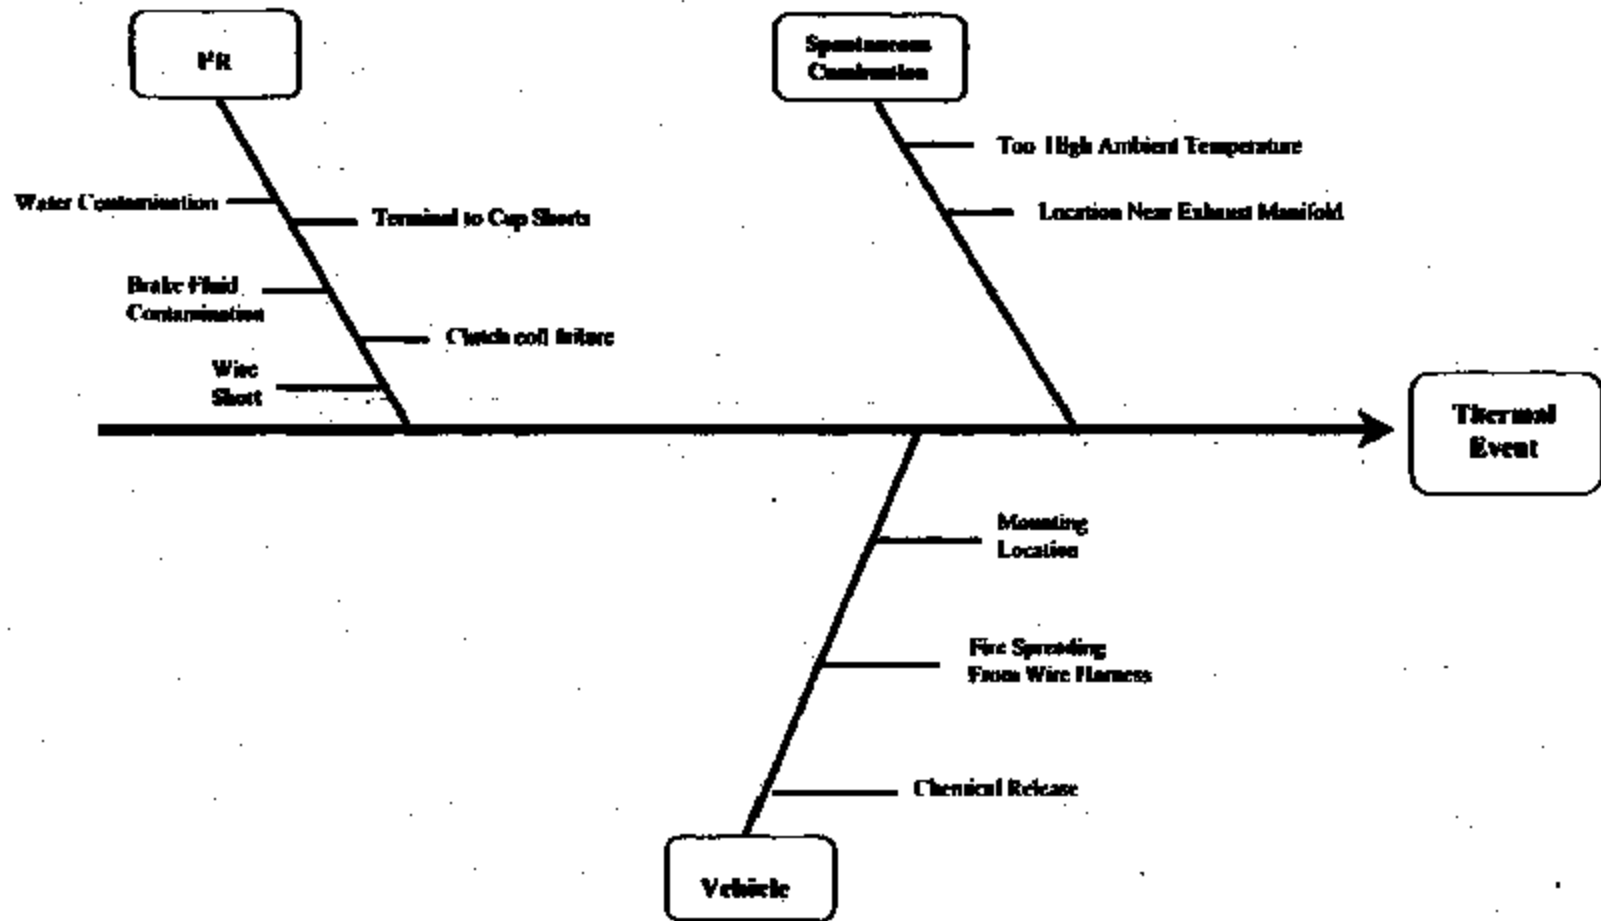 I²R
Spontaneous
Combustion
Too High Ambient Temperature
Water Contamination
Terminal to Cup Shorts
Location Near Exhaust Manifold
Brake Fluid
Contamination
Clutch coil failure
Wire
Short
Thermal
Event
Mounting
Location
Fire Spreading
From Wire Harness
Chemical Release
Vehicle